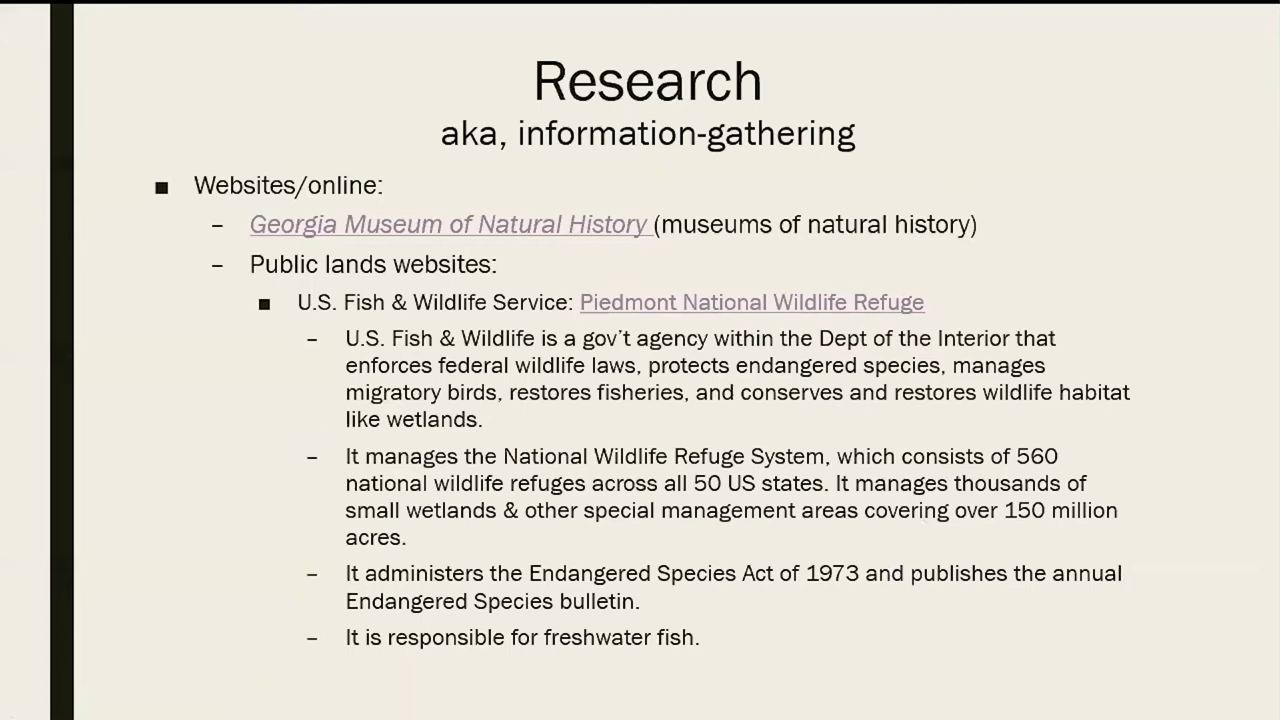 Research
aka, information-gathering
■ Websites/online:
– Georgia Museum of Natural History (museums of natural history)
– Public lands websites:
■ U.S. Fish & Wildlife Service: Piedmont National Wildlife Refuge
– U.S. Fish & Wildlife is a gov't agency within the Dept of the Interior that
enforces federal wildlife laws, protects endangered species, manages
migratory birds, restores fisheries, and conserves and restores wildlife habitat
like wetlands.
– It manages the National Wildlife Refuge System, which consists of 560
national wildlife refuges across all 50 US states. It manages thousands of
small wetlands & other special management areas covering over 150 million
acres.
– It administers the Endangered Species Act of 1973 and publishes the annual
Endangered Species bulletin.
– It is responsible for freshwater fish.